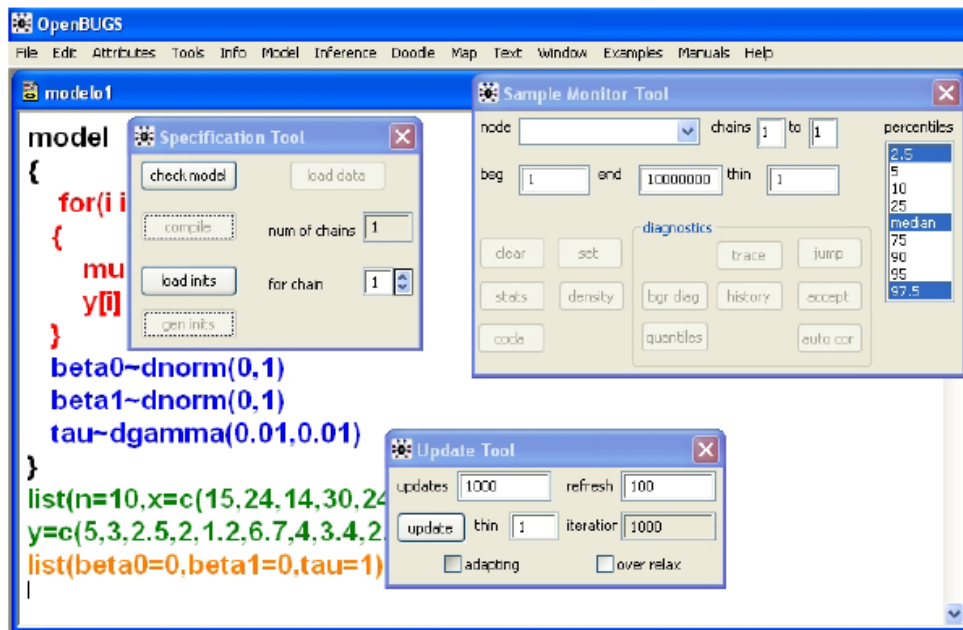 OpenBUGS
File Edit Attributes Tools Info Model Inference Doodle Map Text Window Examples Manuals Help
modelo1
model
{
for(i i
{
mu
y[i]
}
beta0~dnorm(0,1)
beta1~dnorm(0,1)
tau~dgamma(0.01,0.01)
}
list(n=10,x=c(15,24,14,30,24
y=c(5,3,2.5,2,1.2,6.7,4,3.4,2.
list(beta0=0,beta1=0,tau=1)
Specification Tool
check model load data
compile num of chains 1
load inits for chain 1
gen inits
Sample Monitor Tool
node chains 1 to 1 percentiles
beg 1 end 10000000 thin 1
2.5
5
10
25
median
75
90
95
97.5
diagnostics
clear set trace jump
stats density bgr diag history accept
coda quantiles auto cor
Update Tool
updates 1000 refresh 100
update thin 1 iteration 1000
adapting over relax